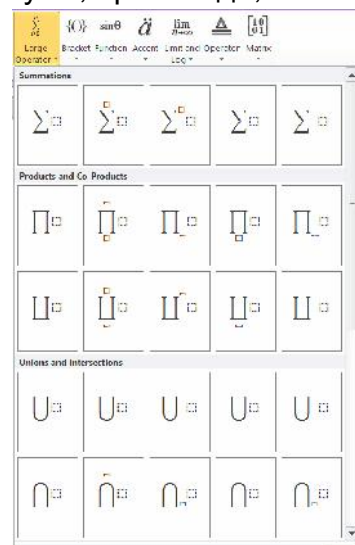 Large Bracket Function Accent Limit and Operator Matrix
Operator Log
Summations
Products and Co Products
Unions and Intersections